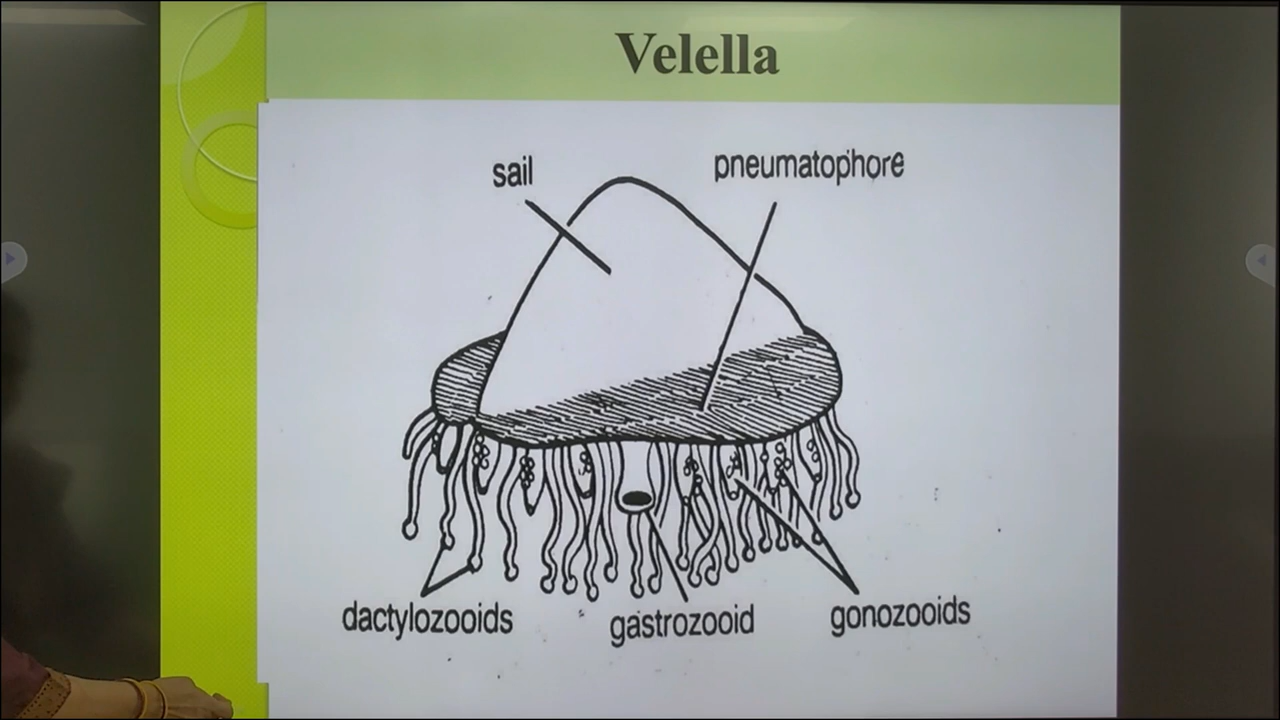 Velella
sail
pneumatophore
dactylozooids
gastrozooid
gonozooids